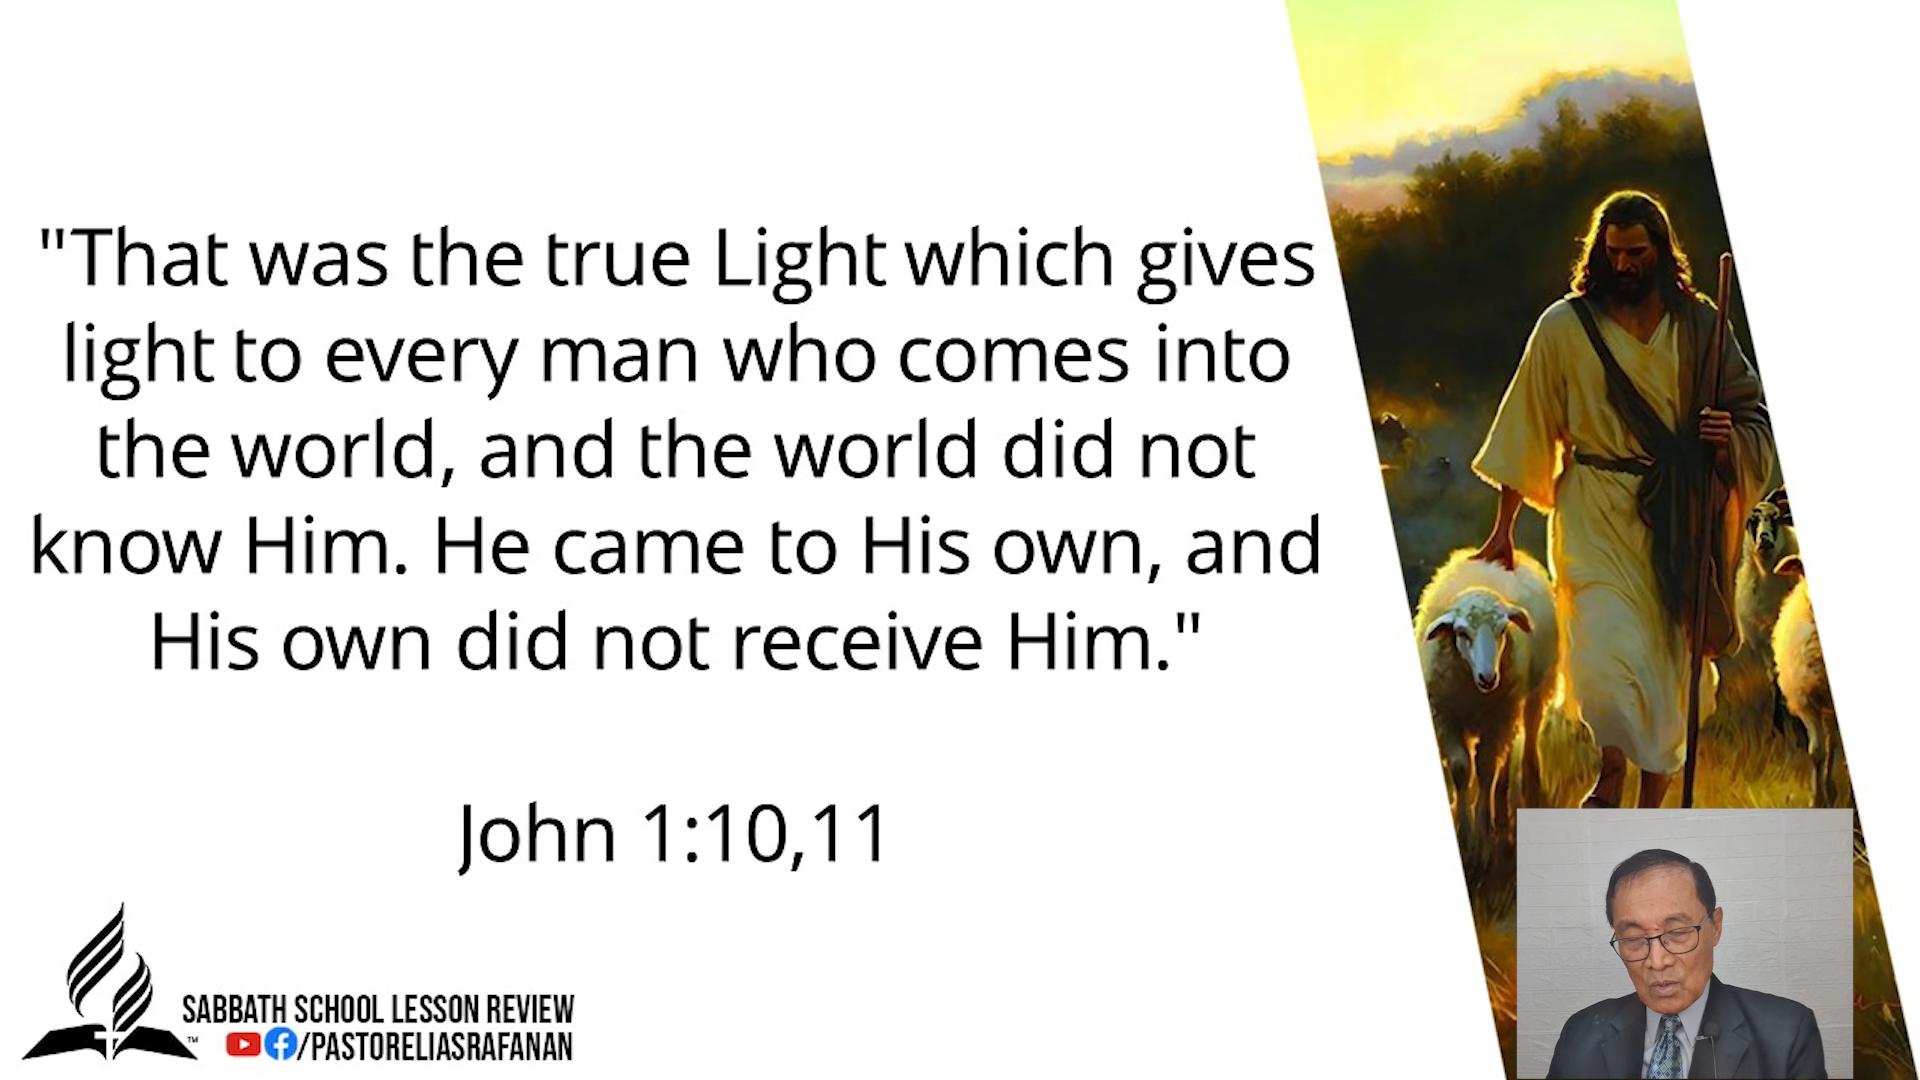 "That was the true Light which gives
light to every man who comes into
the world, and the world did not
know Him. He came to His own, and
His own did not receive Him."
John 1:10,11
SABBATH SCHOOL LESSON REVIEW
/PASTORELIASRAFANAN
TM